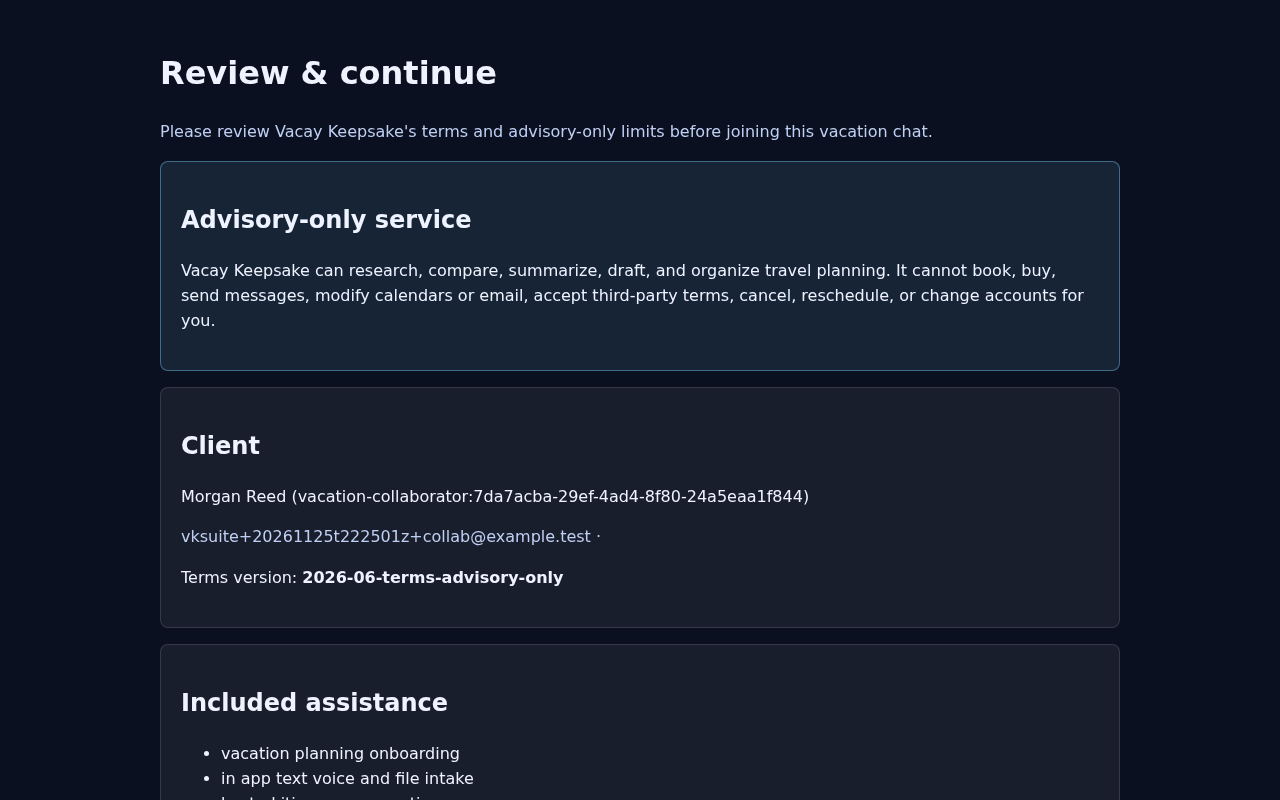 Review & continue
Please review Vacay Keepsake's terms and advisory-only limits before joining this vacation chat.
Advisory-only service
Vacay Keepsake can research, compare, summarize, draft, and organize travel planning. It cannot book, buy,
send messages, modify calendars or email, accept third-party terms, cancel, reschedule, or change accounts for
you.
Client
Morgan Reed (vacation-collaborator:7da7acba-29ef-4ad4-8f80-24a5eaa1f844)
vksuite+20261125t222501z+collab@example.test ·
Terms version: 2026-06-terms-advisory-only
Included assistance
• vacation planning onboarding
• in app text voice and file intake